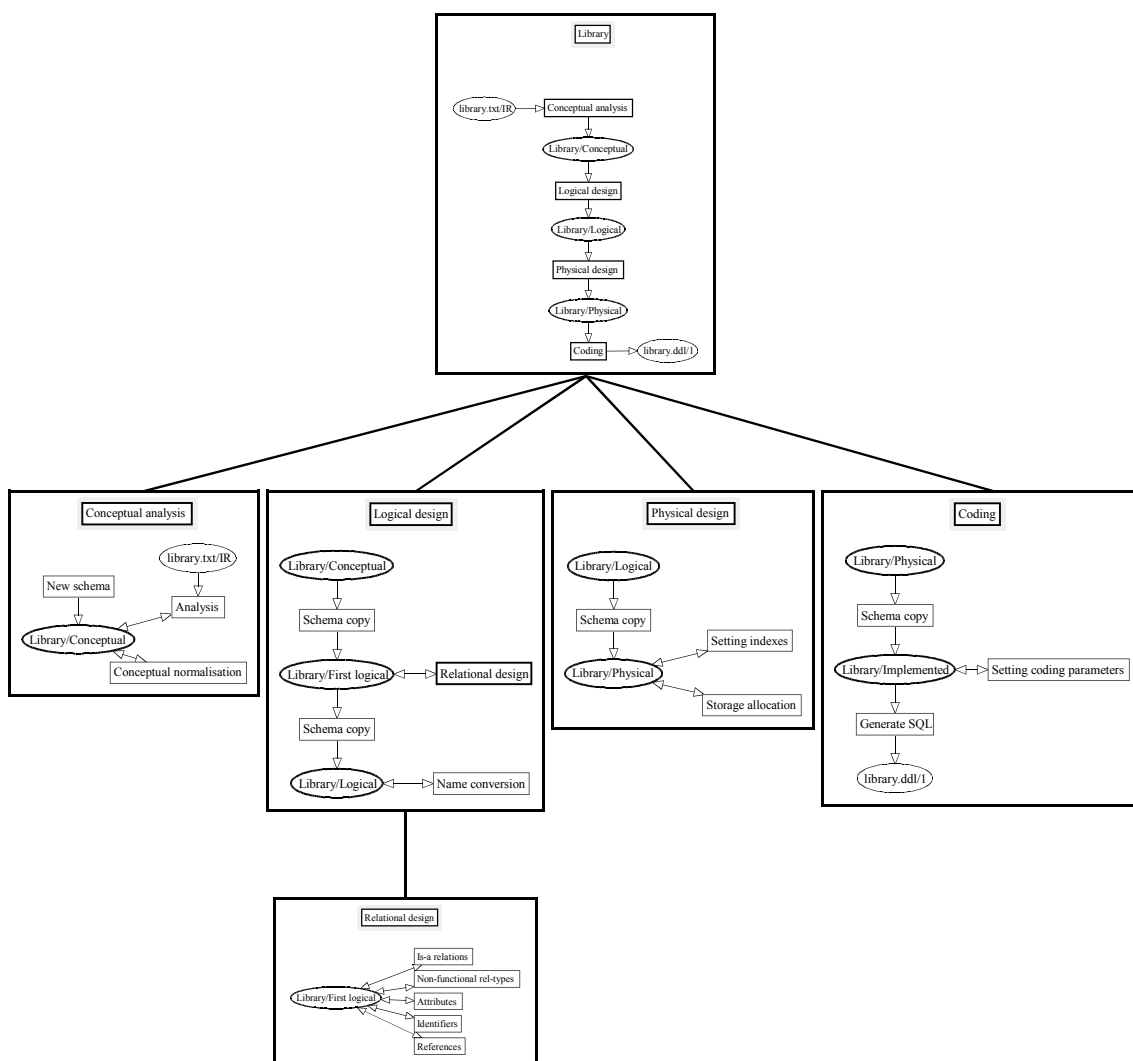 Library
library.txt/IR
Conceptual analysis
Library/Conceptual
Logical design
Library/Logical
Physical design
Library/Physical
Coding
library.ddl/1
Conceptual analysis
library.txt/IR
New schema
Analysis
Library/Conceptual
Conceptual normalisation
Logical design
Library/Conceptual
Schema copy
Library/First logical
Relational design
Schema copy
Library/Logical
Name conversion
Physical design
Library/Logical
Schema copy
Setting indexes
Library/Physical
Storage allocation
Coding
Library/Physical
Schema copy
Library/Implemented
Setting coding parameters
Generate SQL
library.ddl/1
Relational design
Is-a relations
Non-functional rel-types
Library/First logical
Attributes
Identifiers
References